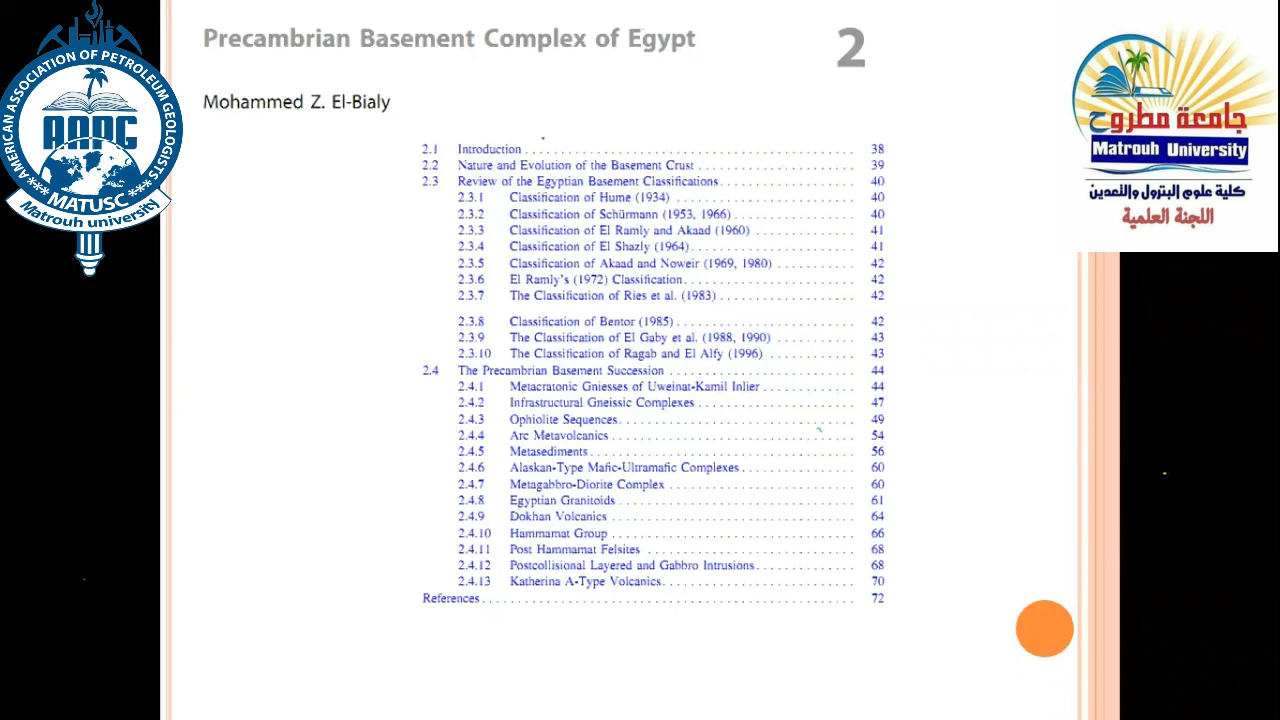 Precambrian Basement Complex of Egypt
2
Mohammed Z. El-Bialy
2.1 Introduction . . . . . 38
2.2 Nature and Evolution of the Basement Crust . . . . . 39
2.3 Review of the Egyptian Basement Classifications . . . . . 40
2.3.1 Classification of Hume (1934) . . . . . 40
2.3.2 Classification of Schürmann (1953, 1966) . . . . . 40
2.3.3 Classification of El Ramly and Akaad (1960) . . . . . 41
2.3.4 Classification of El Shazly (1964) . . . . . 41
2.3.5 Classification of Akaad and Noweir (1969, 1980) . . . . . 42
2.3.6 El Ramly's (1972) Classification . . . . . 42
2.3.7 The Classification of Ries et al. (1983) . . . . . 42
2.3.8 Classification of Bentor (1985) . . . . . 42
2.3.9 The Classification of El Gaby et al. (1988, 1990) . . . . . 43
2.3.10 The Classification of Ragab and El Alfy (1996) . . . . . 43
2.4 The Precambrian Basement Succession . . . . . 44
2.4.1 Metacratonic Gniesses of Uweinat-Kamil Inlier . . . . . 44
2.4.2 Infrastructural Gneissic Complexes . . . . . 47
2.4.3 Ophiolite Sequences . . . . . 49
2.4.4 Arc Metavolcanics . . . . . 54
2.4.5 Metasediments . . . . . 56
2.4.6 Alaskan-Type Mafic-Ultramafic Complexes . . . . . 60
2.4.7 Metagabbro-Diorite Complex . . . . . 60
2.4.8 Egyptian Granitoids . . . . . 61
2.4.9 Dokhan Volcanics . . . . . 64
2.4.10 Hammamat Group . . . . . 66
2.4.11 Post Hammamat Felsites . . . . . 68
2.4.12 Postcollisional Layered and Gabbro Intrusions . . . . . 68
2.4.13 Katherina A-Type Volcanics . . . . . 70
References . . . . . 72
AMERICAN ASSOCIATION OF PETROLEUM GEOLOGISTS
AAPG
*** MATUSC ***
Matrouh university
جامعة مطروح
Matrouh University
كلية علوم البترول والتعدين
اللجنة العلمية